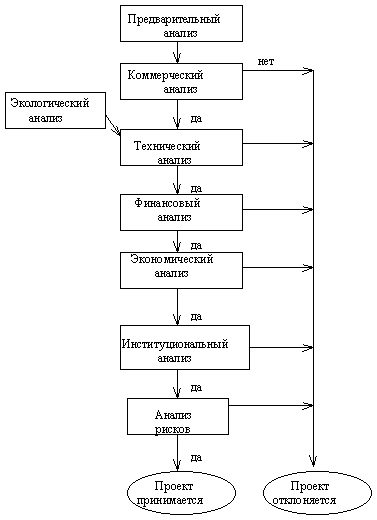 Предварительный
анализ
нет
Коммерческий
анализ
да
Экологический
анализ
Технический
анализ
да
Финансовый
анализ
да
Экономический
анализ
да
Институциональный
анализ
да
Анализ
рисков
да
Проект
принимается
Проект
отклоняется